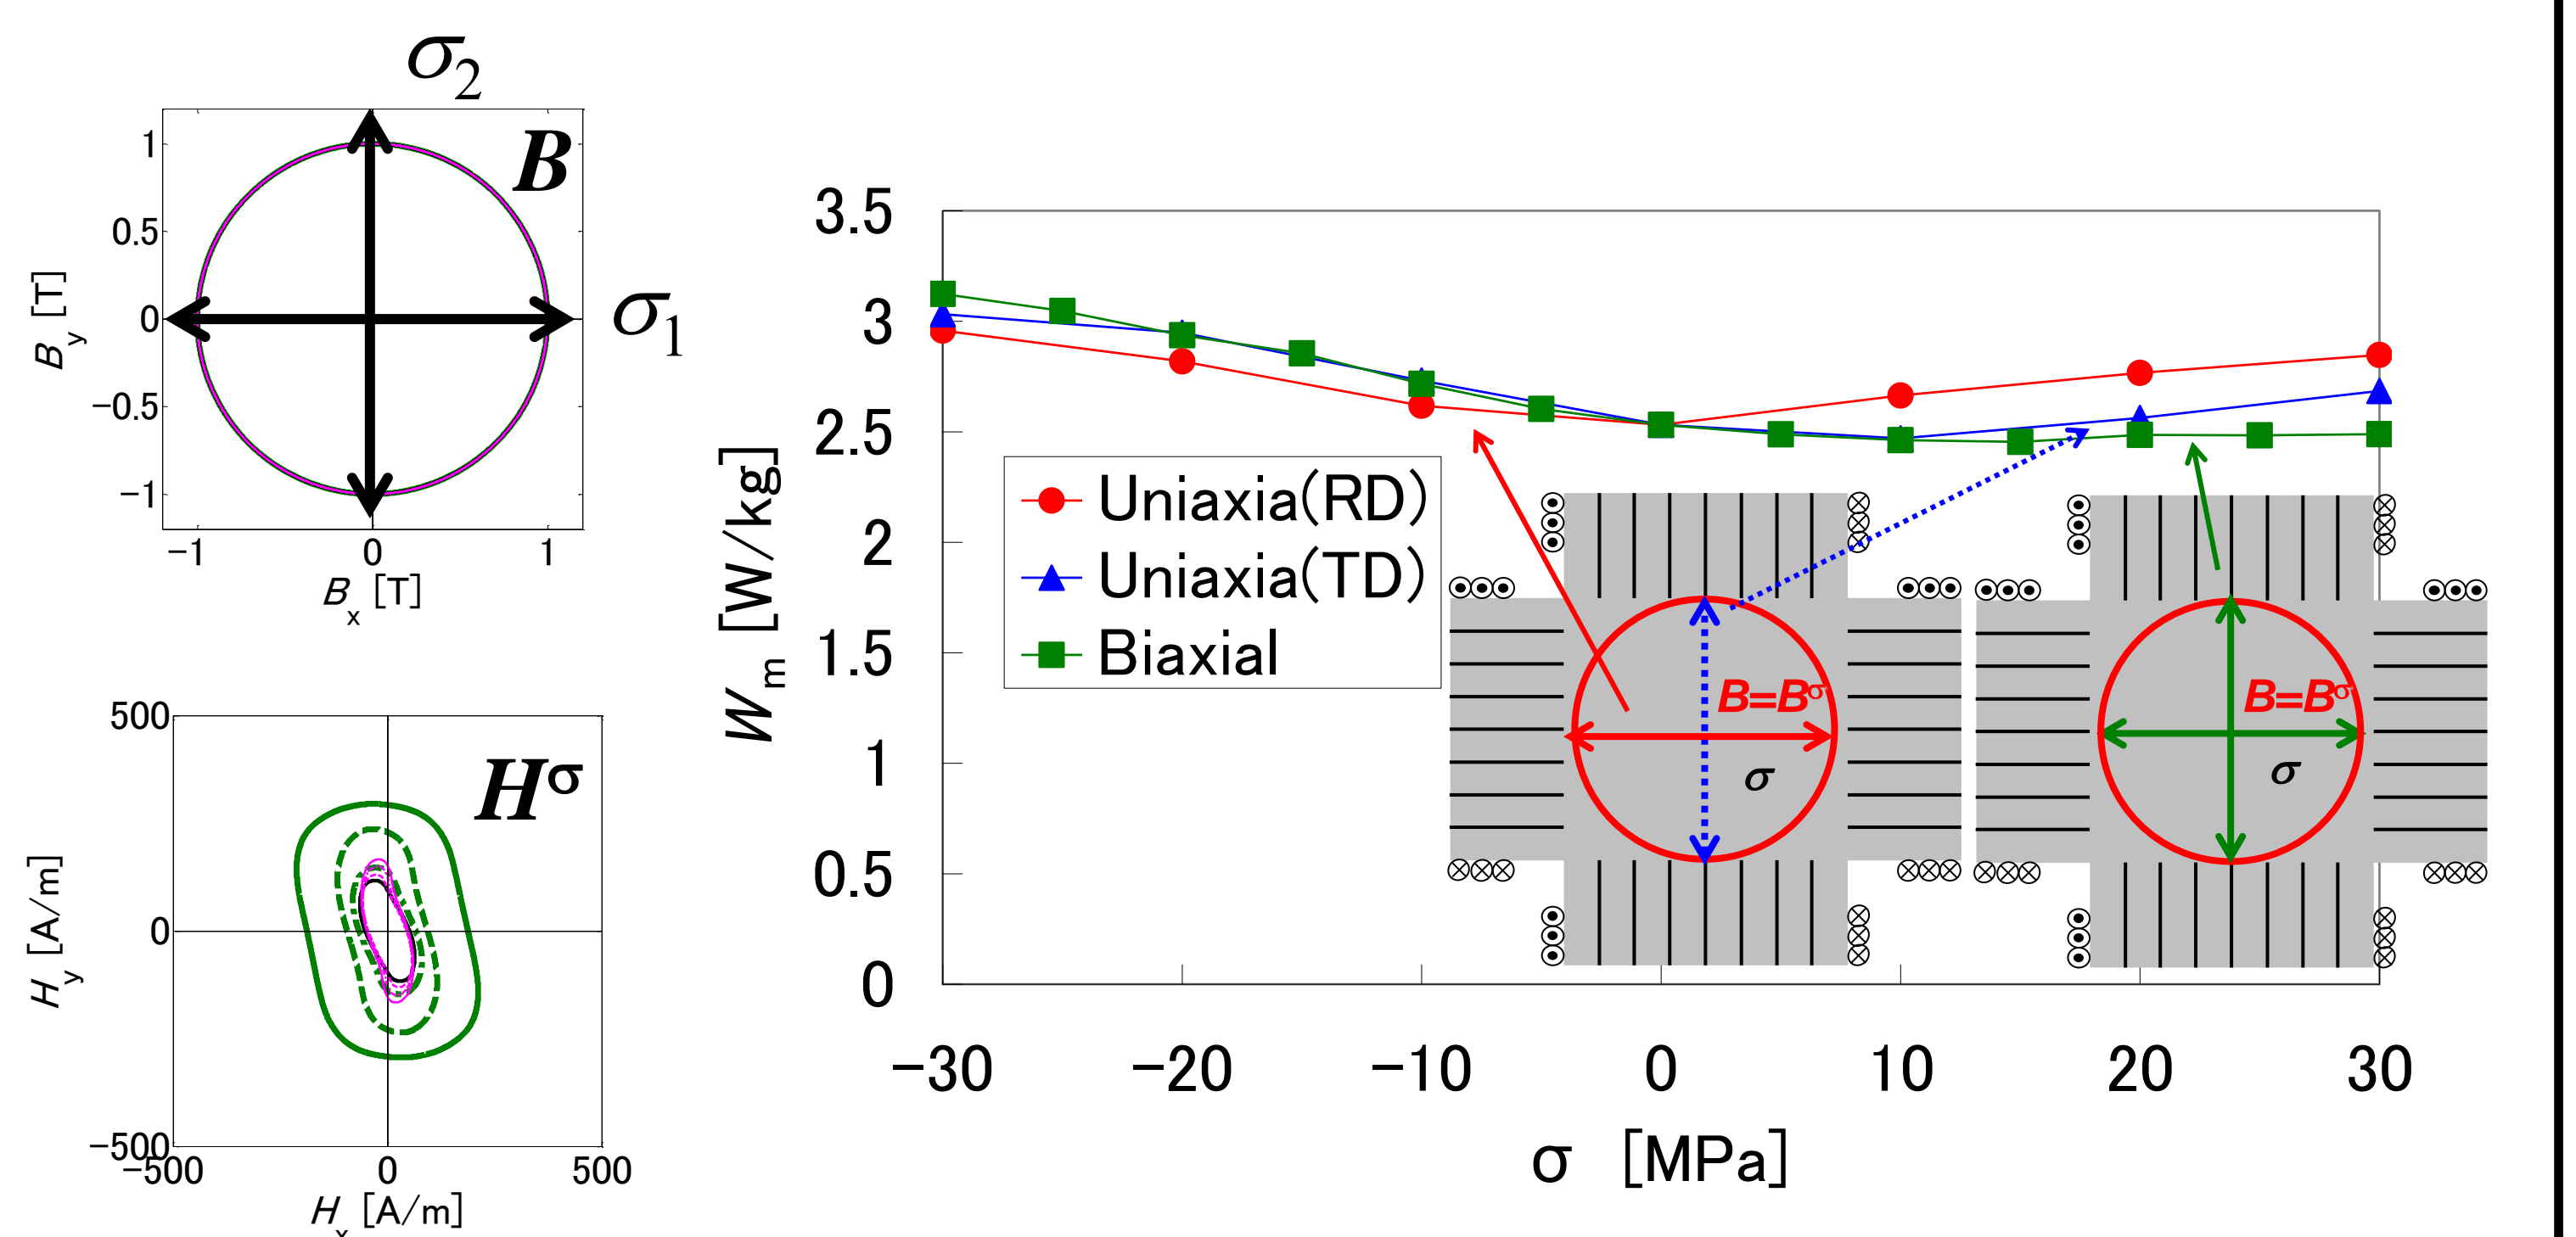 σ2
B
1
0.5
0
−0.5
−1
By [T]
σ1
−1 0 1
Bx [T]
Hσ
500
0
−500
Hy [A/m]
−500 0 500
Hx [A/m]
3.5
3
2.5
2
1.5
1
0.5
0
Wm [W/kg]
Uniaxia(RD)
Uniaxia(TD)
Biaxial
B=Bσ
σ
B=Bσ
σ
−30 −20 −10 0 10 20 30
σ [MPa]